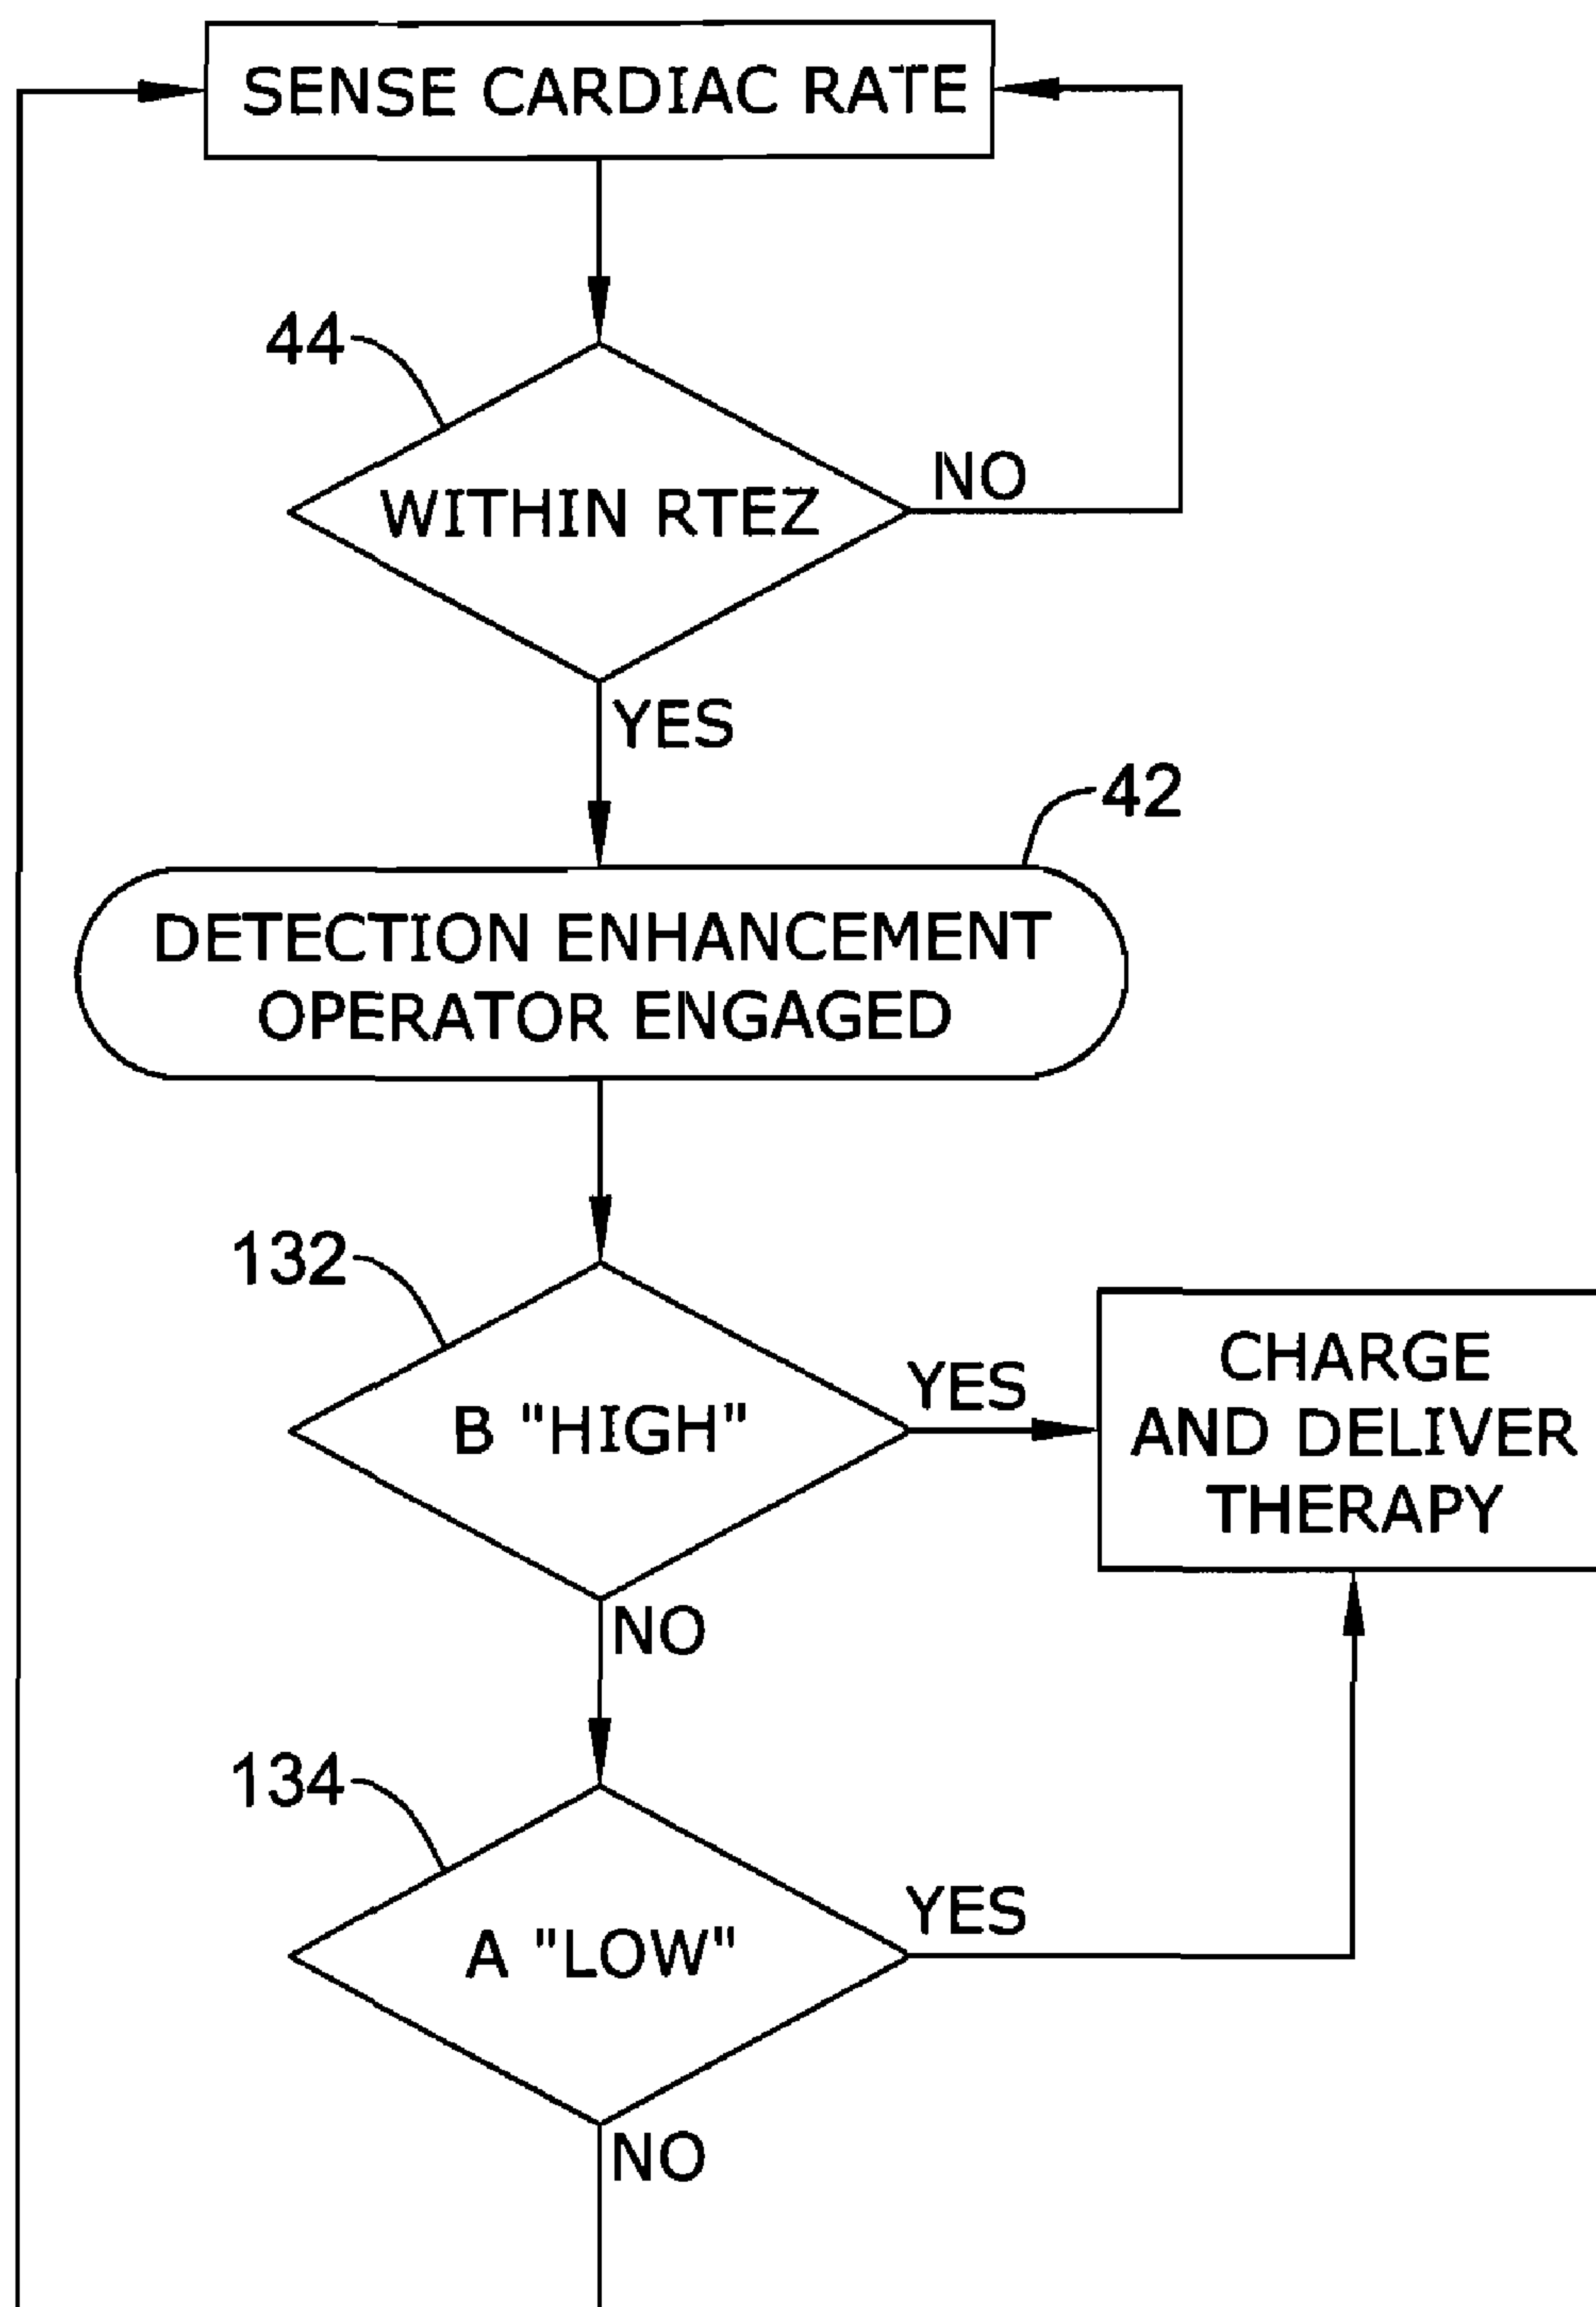 SENSE CARDIAC RATE
44
WITHIN RTEZ
NO
YES
42
DETECTION ENHANCEMENT
OPERATOR ENGAGED
132
B "HIGH"
YES
CHARGE
AND DELIVER
THERAPY
NO
134
A "LOW"
YES
NO